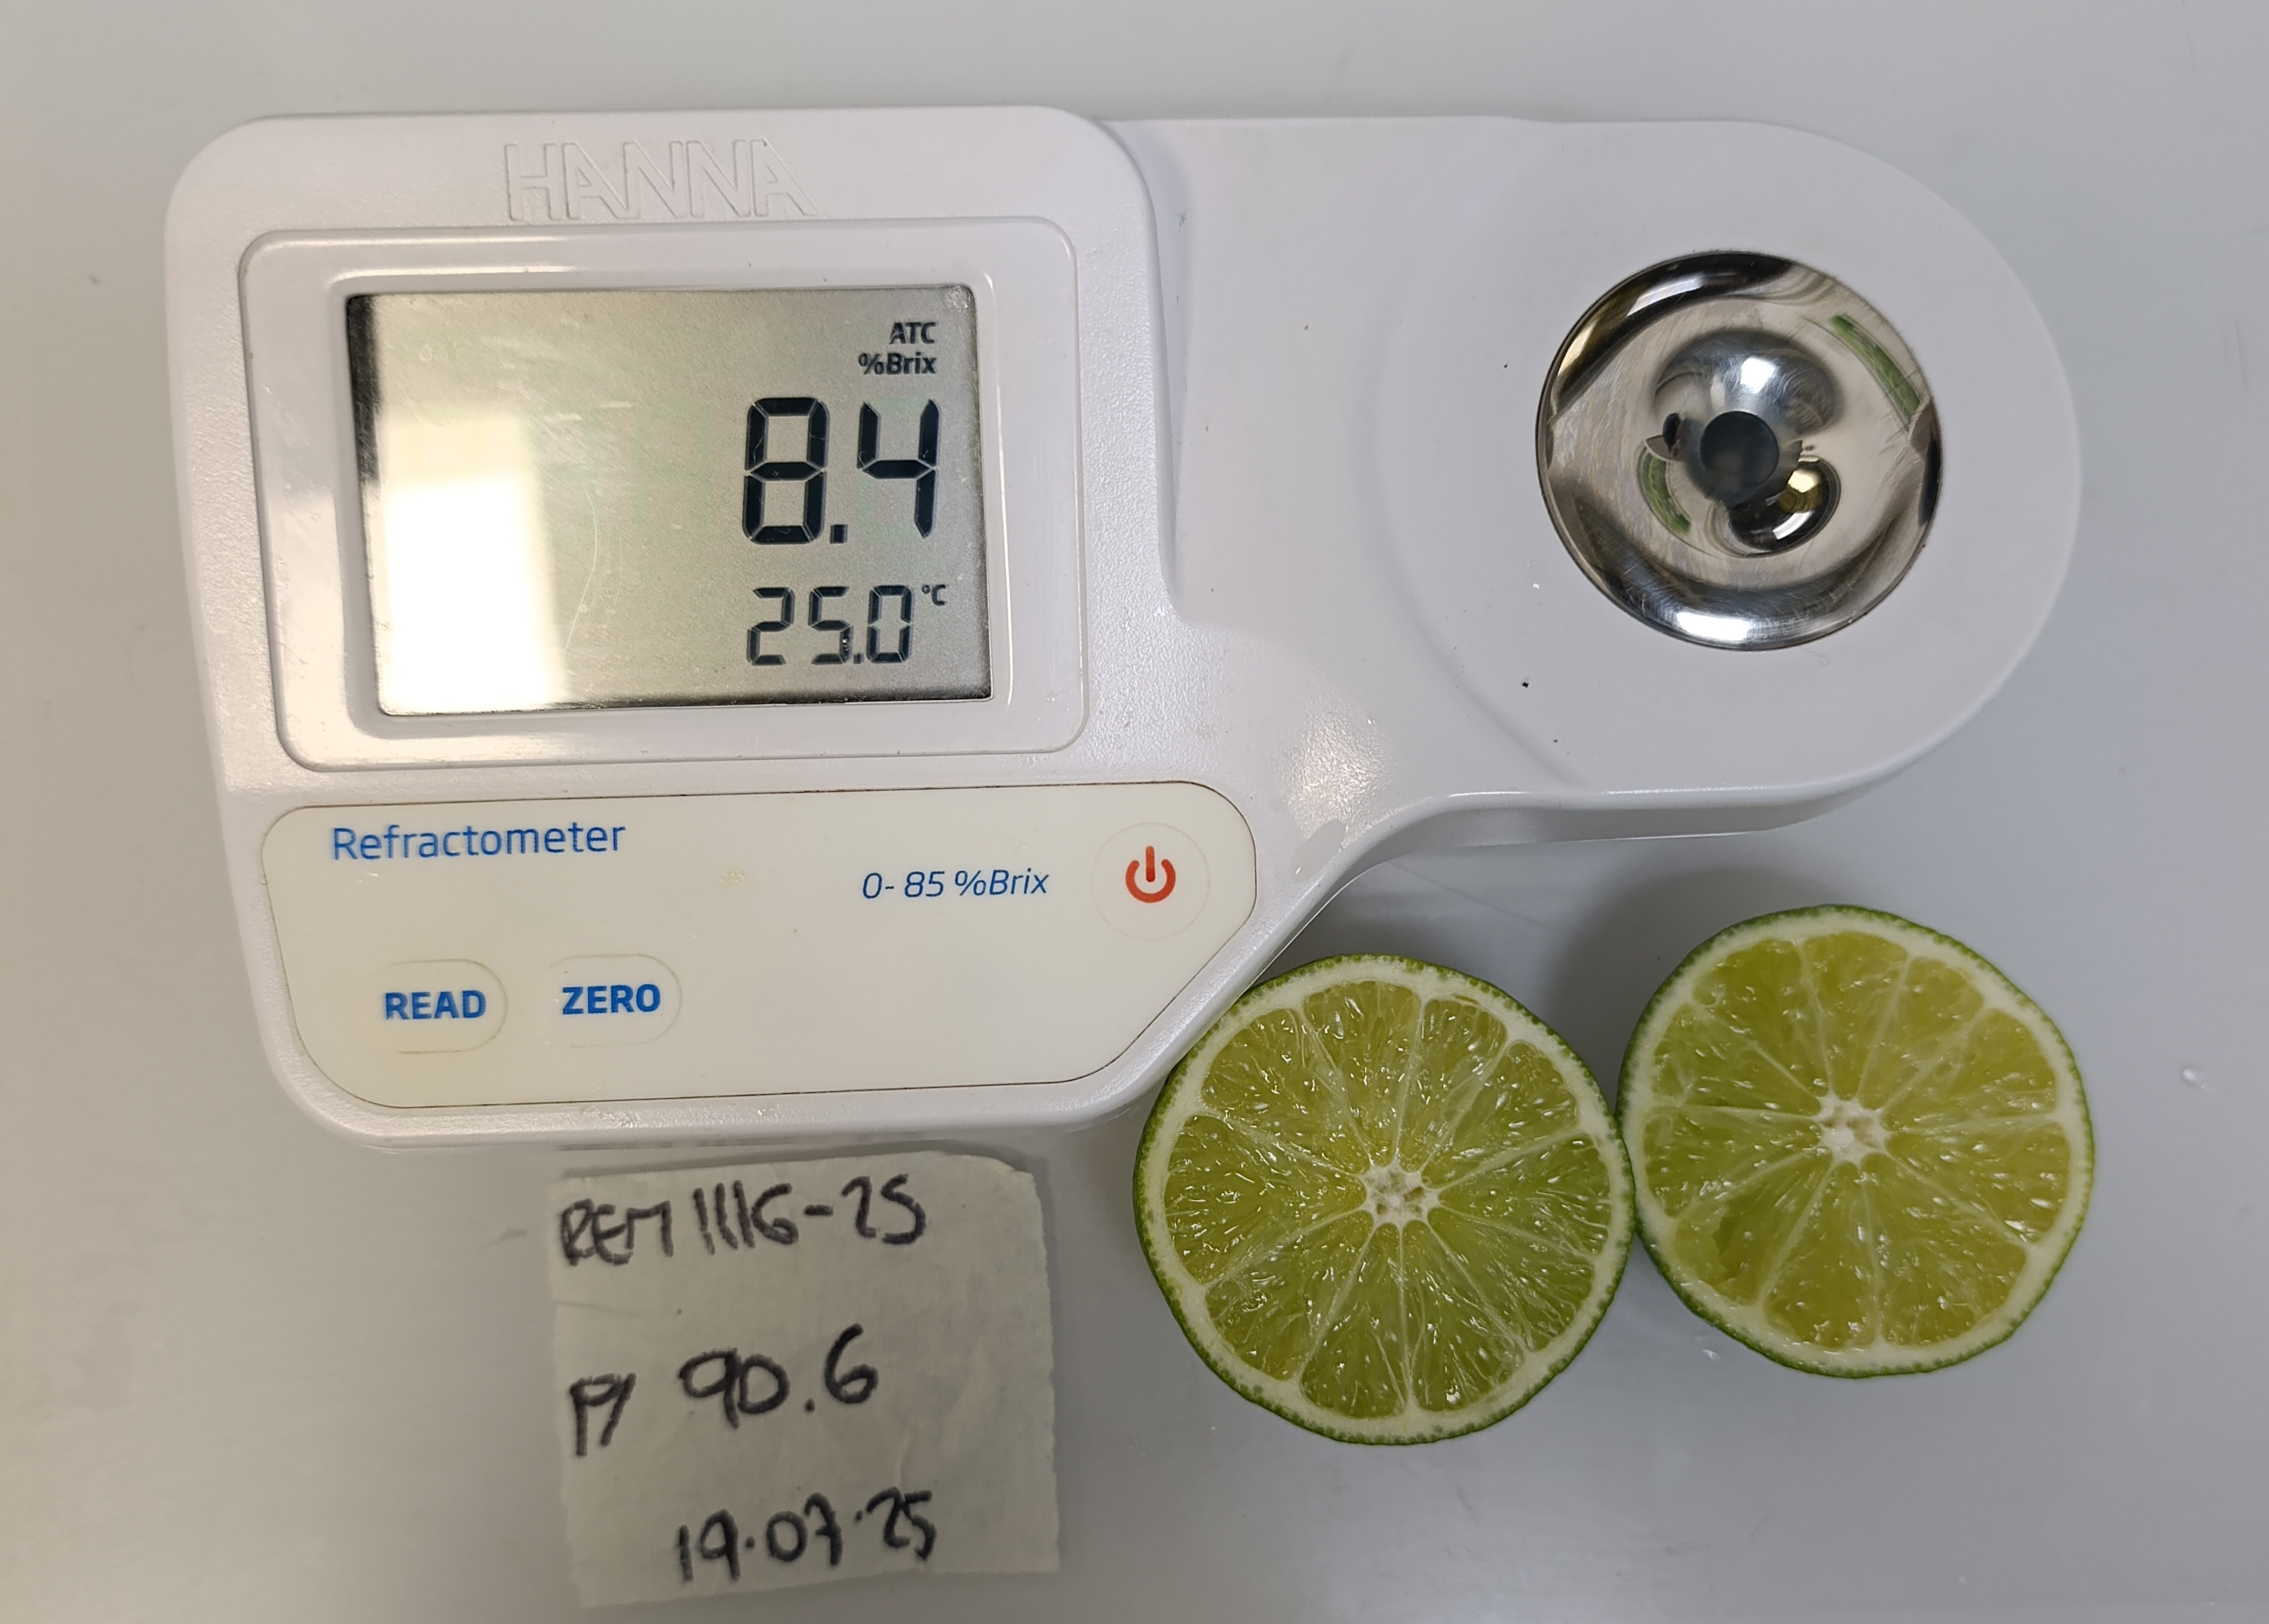 HANNA
ATC
%Brix
8.4
25.0 °C
Refractometer
0-85 %Brix
READ
ZERO
REM 1116-25
P/ 90.6
19.07.25